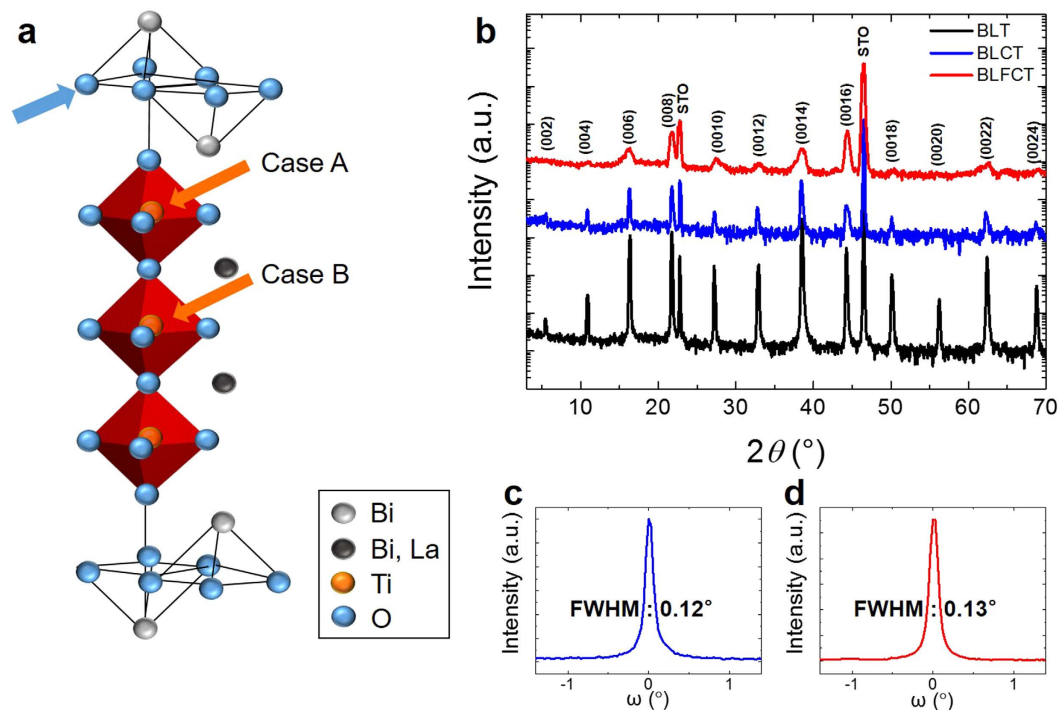 a
Case A
Case B
Bi
Bi, La
Ti
O
b
Intensity (a.u.)
BLT
BLCT
BLFCT
(002)
(004)
(006)
(008)
STO
(0010)
(0012)
(0014)
(0016)
STO
(0018)
(0020)
(0022)
(0024)
10 20 30 40 50 60 70
2θ (°)
c
Intensity (a.u.)
FWHM : 0.12°
-1 0 1
ω (°)
d
Intensity (a.u.)
FWHM : 0.13°
-1 0 1
ω (°)